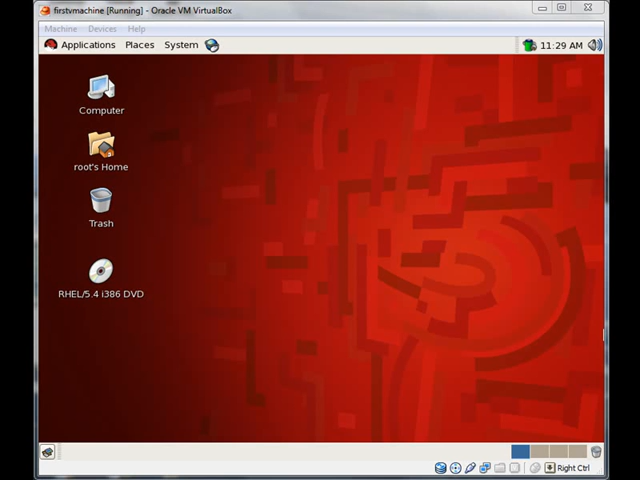 firstvmachine [Running] - Oracle VM VirtualBox
Machine Devices Help
Applications Places System 11:29 AM
Computer
root's Home
Trash
RHEL/5.4 i386 DVD
Right Ctrl